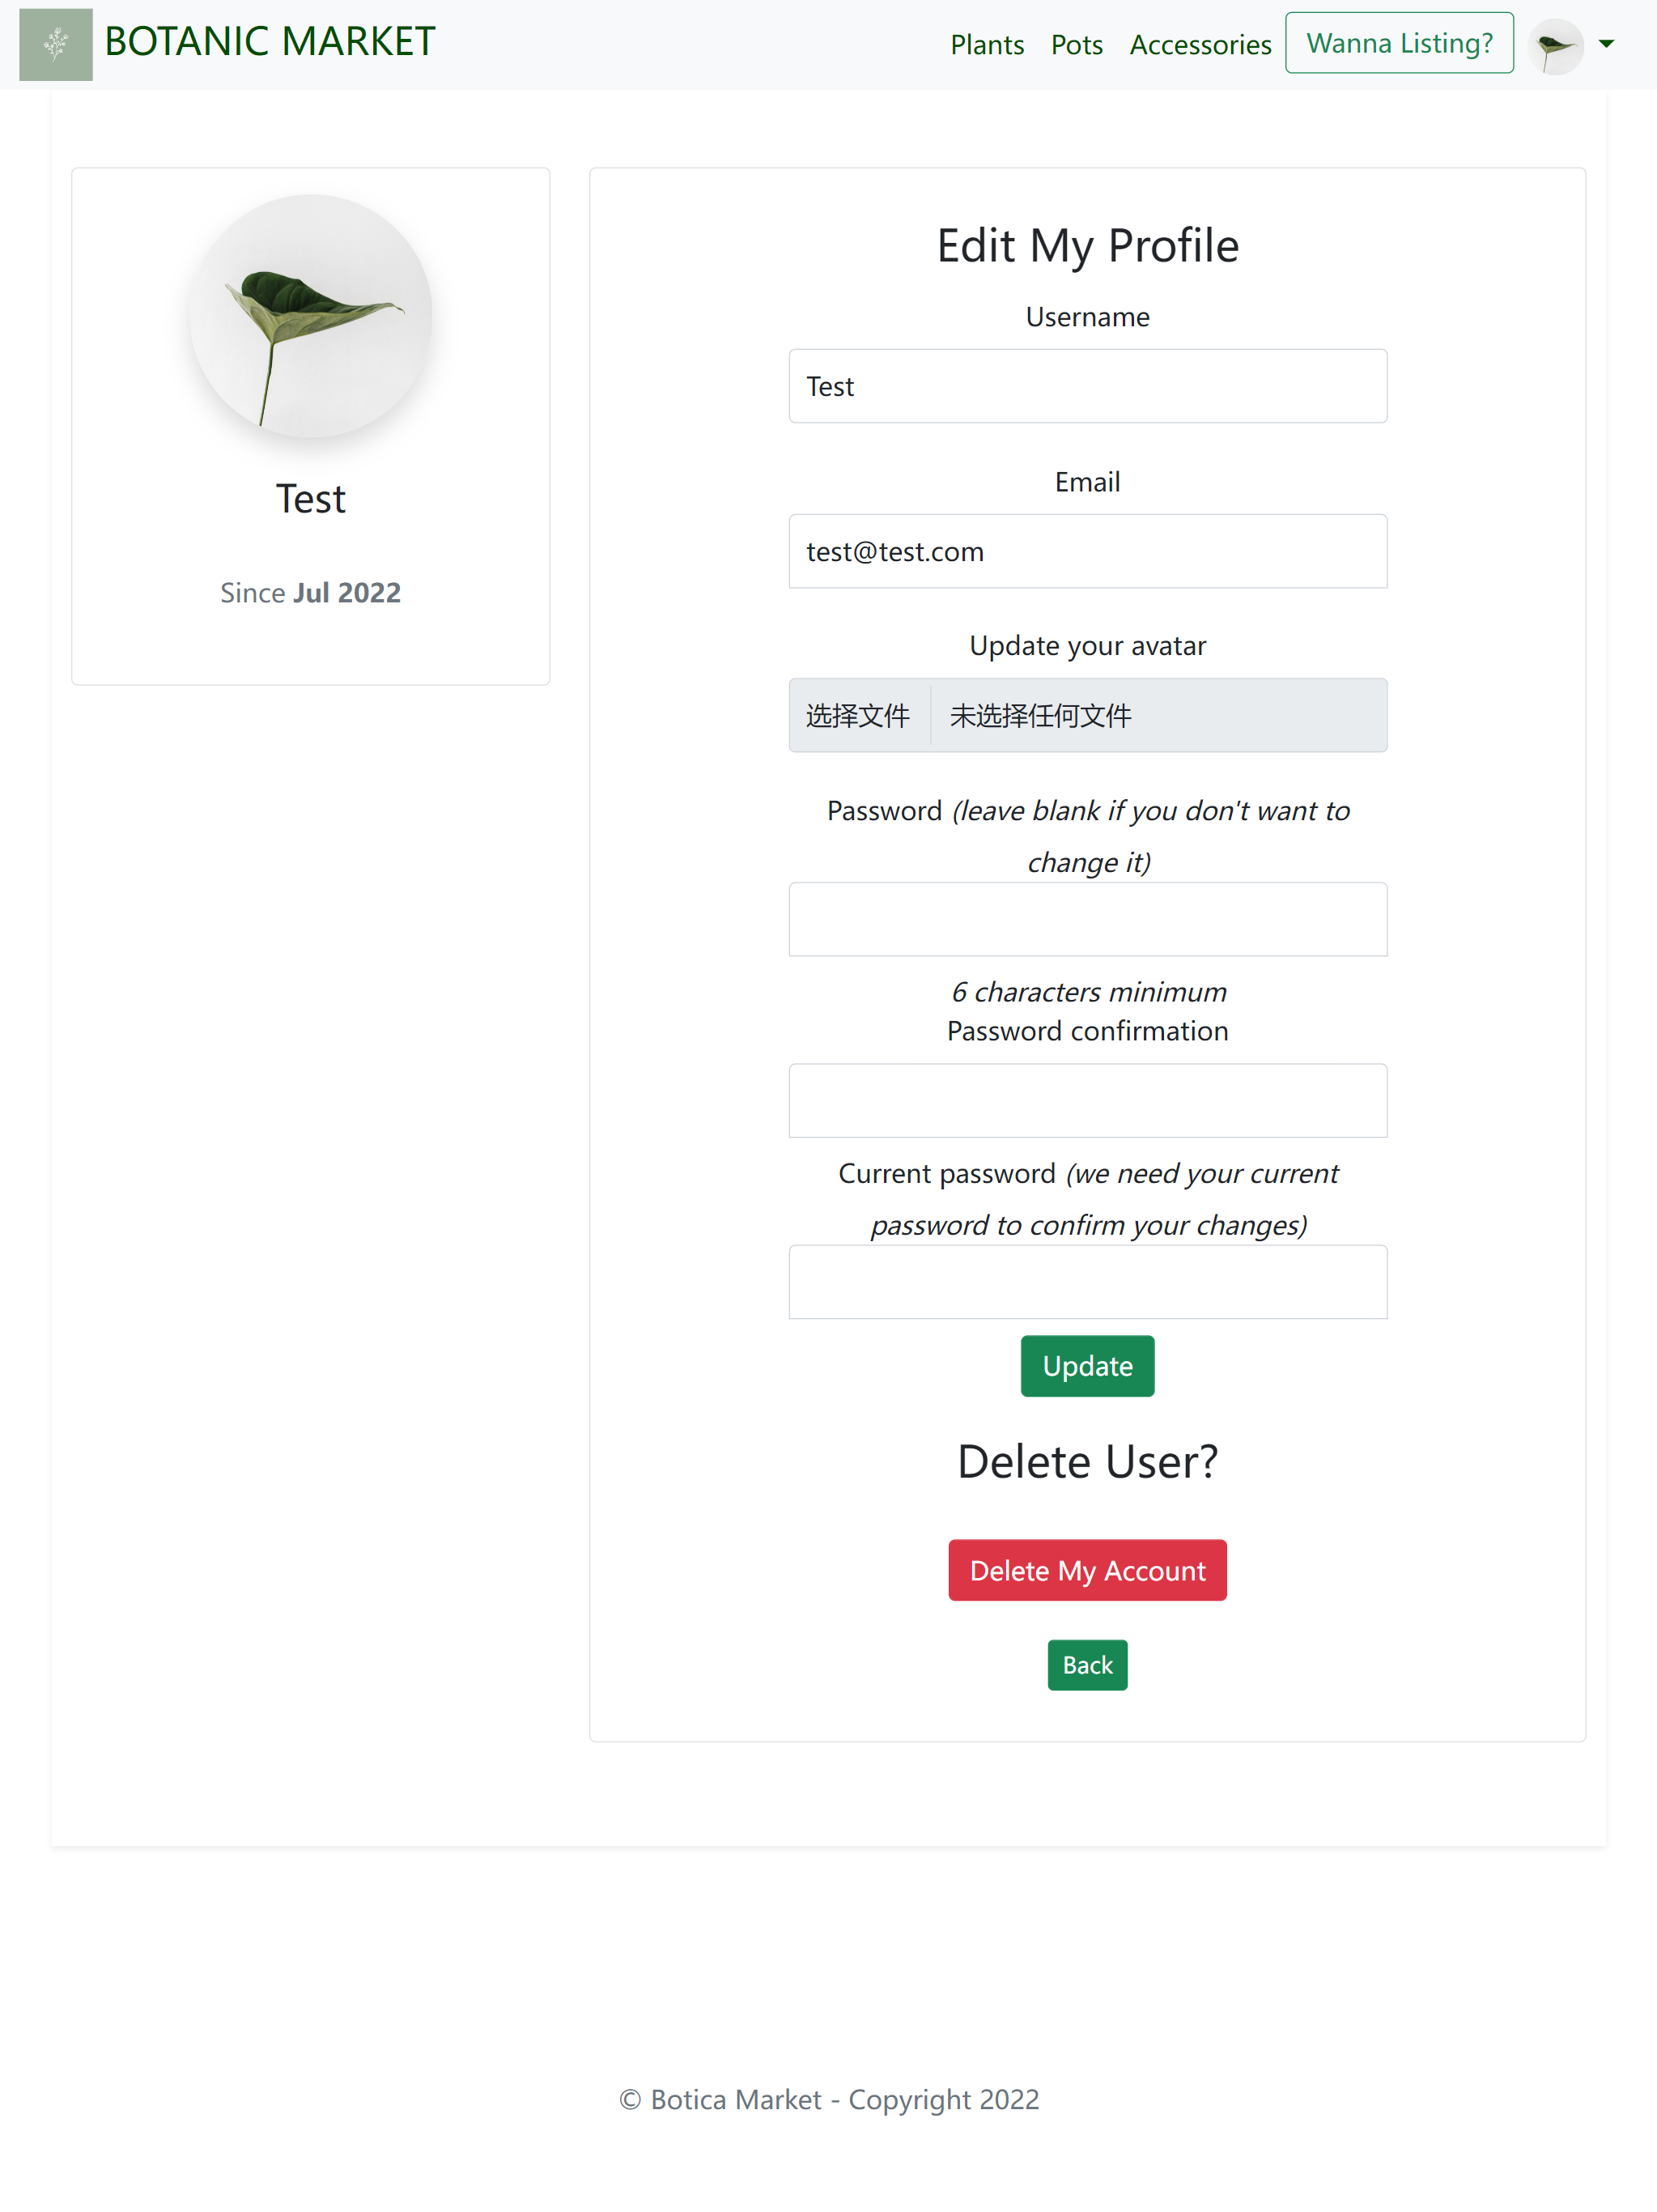 BOTANIC MARKET
Plants
Pots
Accessories
Wanna Listing?
Test
Since Jul 2022
Edit My Profile
Username
Test
Email
test@test.com
Update your avatar
选择文件
未选择任何文件
Password (leave blank if you don't want to
change it)
6 characters minimum
Password confirmation
Current password (we need your current
password to confirm your changes)
Update
Delete User?
Delete My Account
Back
© Botica Market - Copyright 2022